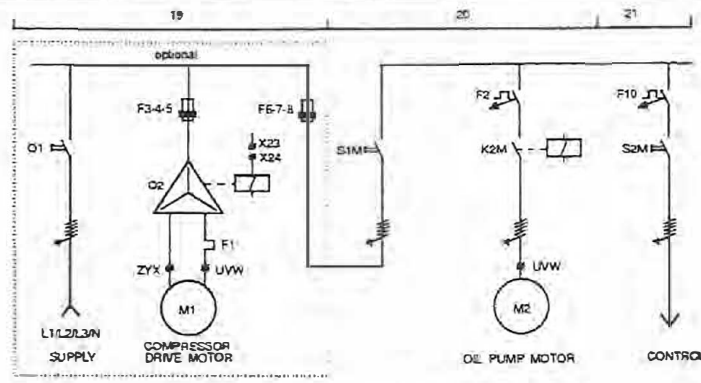 19 20 21
optional
F3-4-5 F6-7-8 F2 F10
X23
X24
Q1 S1M K2M S2M
Q2
F1
ZYX UVW UVW
M1 M2
L1/L2/L3/N
SUPPLY COMPRESSOR DRIVE MOTOR OIL PUMP MOTOR CONTROL